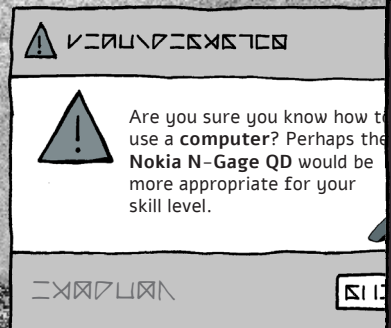 Are you sure you know how to
use a computer? Perhaps the
Nokia N-Gage QD would be
more appropriate for your
skill level.